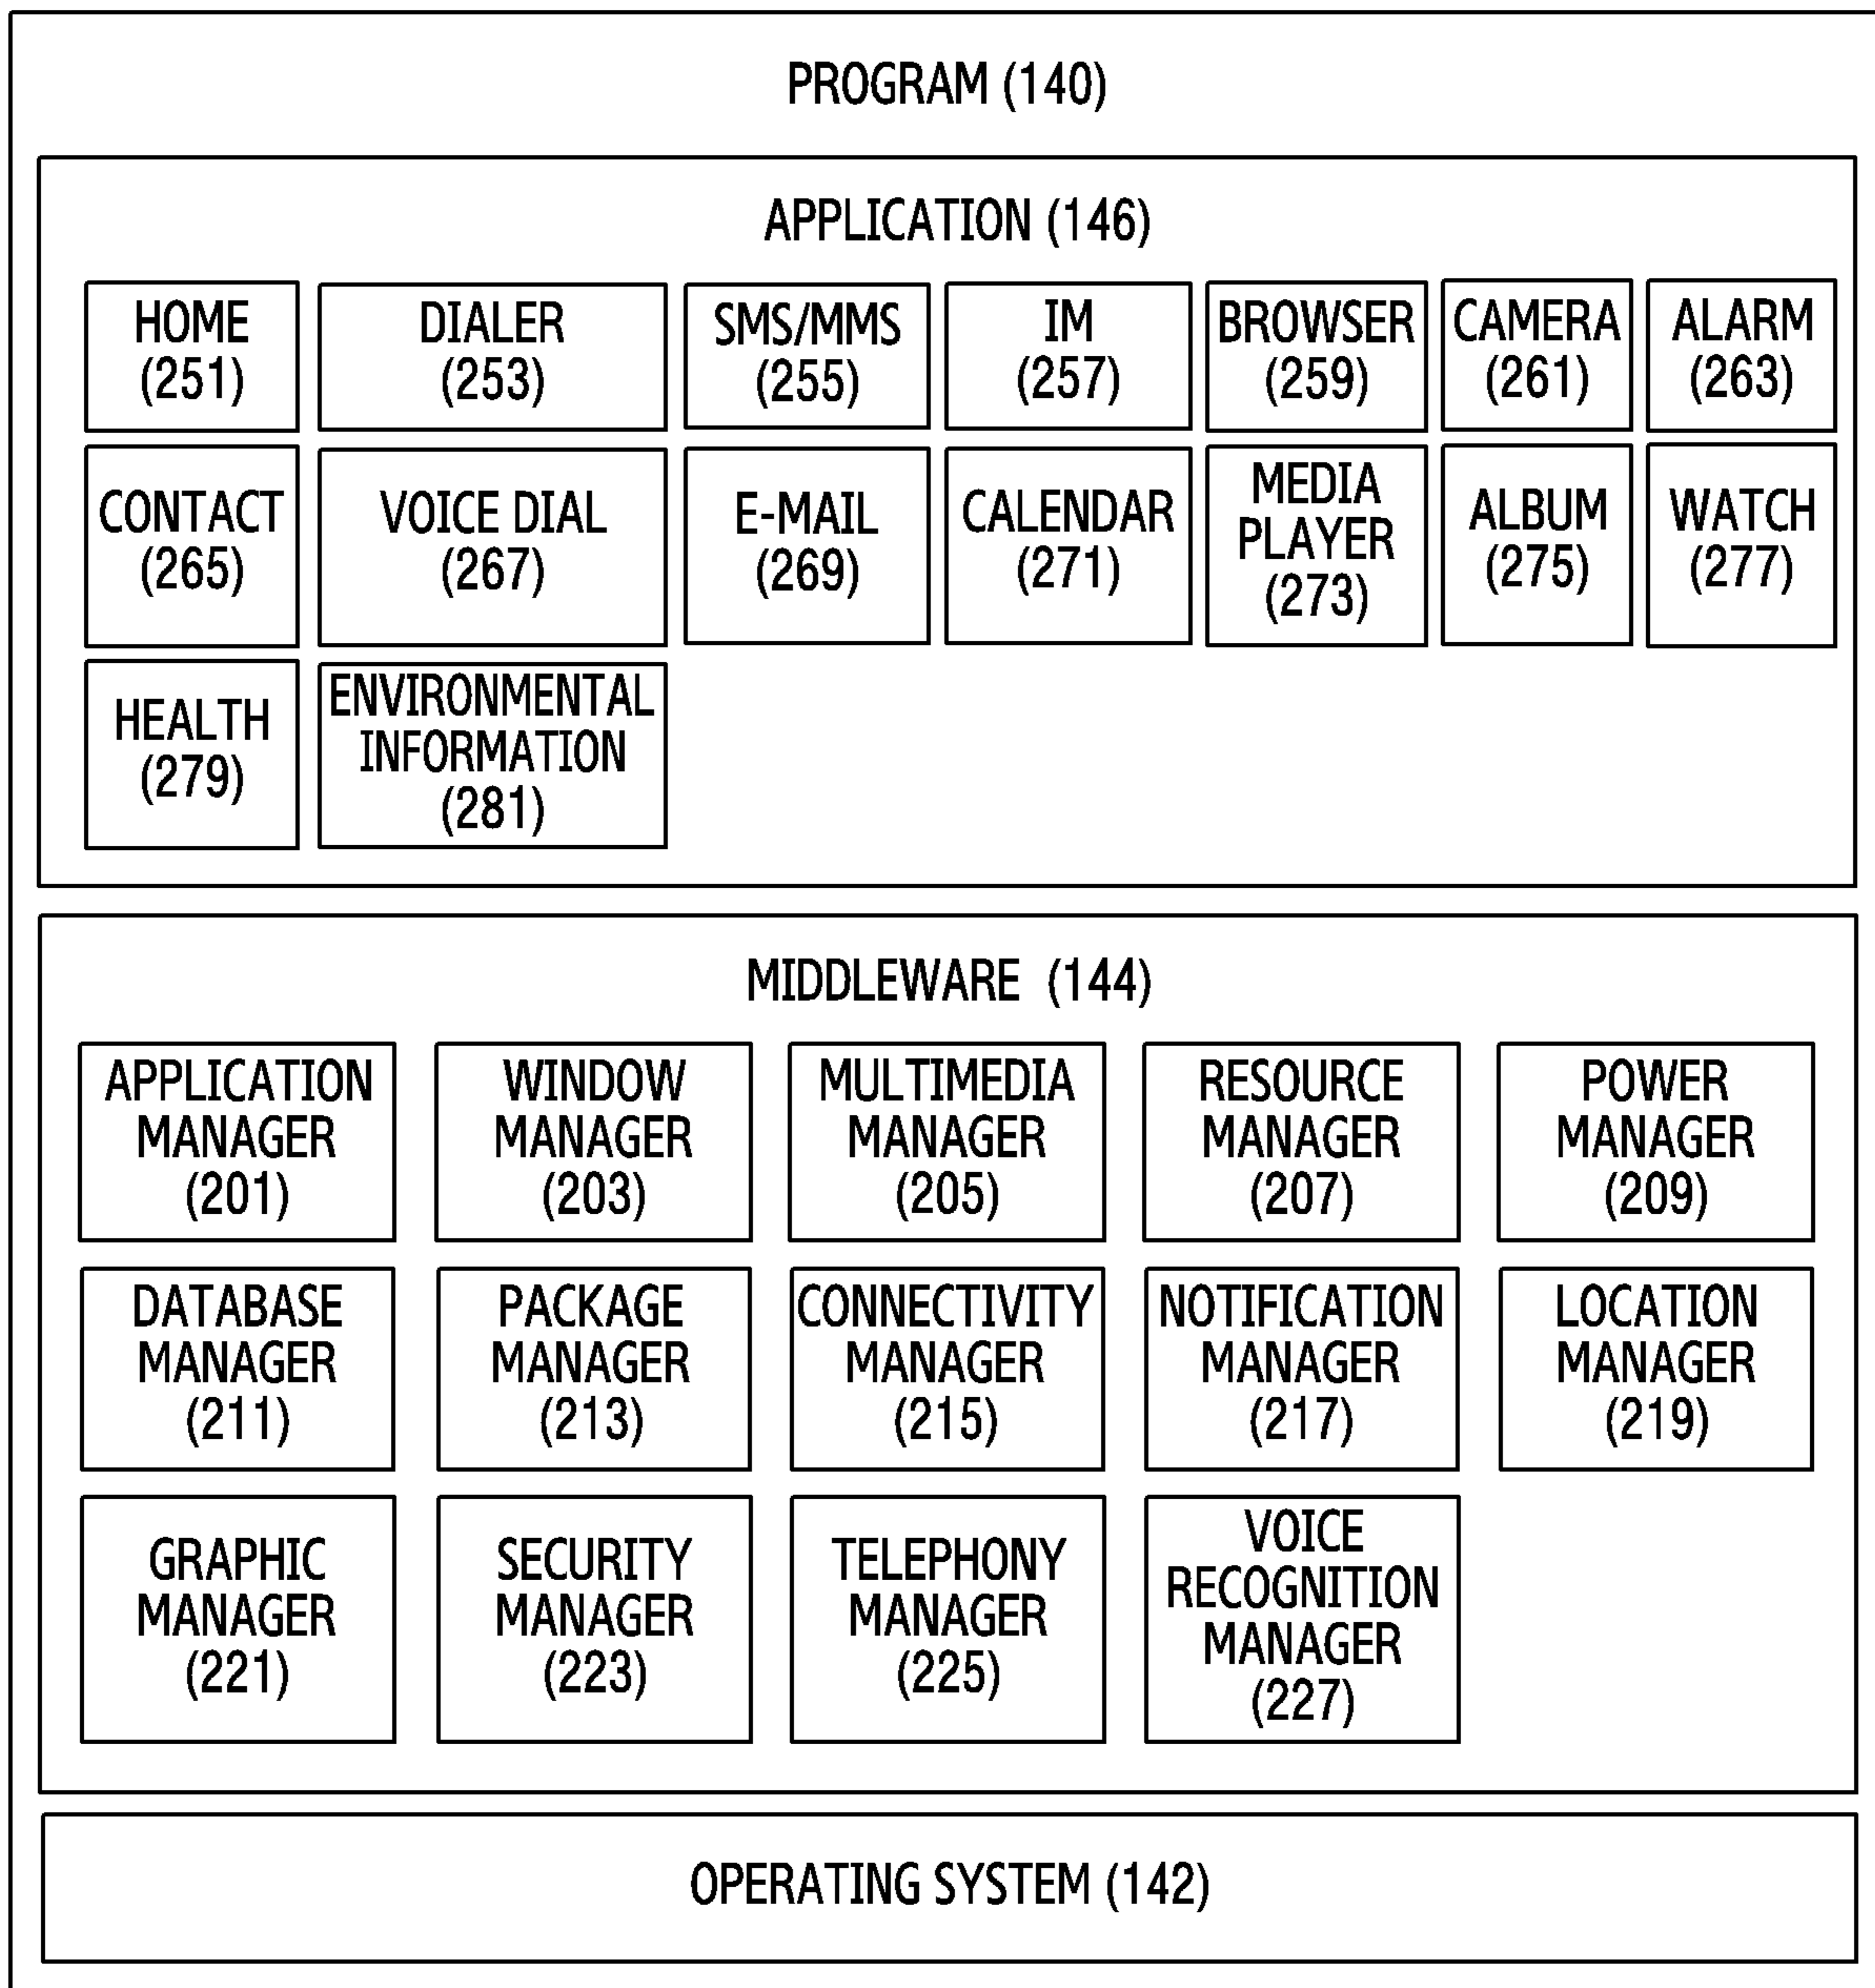 PROGRAM (140)
APPLICATION (146)
HOME
(251)
DIALER
(253)
SMS/MMS
(255)
IM
(257)
BROWSER
(259)
CAMERA
(261)
ALARM
(263)
CONTACT
(265)
VOICE DIAL
(267)
E-MAIL
(269)
CALENDAR
(271)
MEDIA
PLAYER
(273)
ALBUM
(275)
WATCH
(277)
HEALTH
(279)
ENVIRONMENTAL
INFORMATION
(281)
MIDDLEWARE (144)
APPLICATION
MANAGER
(201)
WINDOW
MANAGER
(203)
MULTIMEDIA
MANAGER
(205)
RESOURCE
MANAGER
(207)
POWER
MANAGER
(209)
DATABASE
MANAGER
(211)
PACKAGE
MANAGER
(213)
CONNECTIVITY
MANAGER
(215)
NOTIFICATION
MANAGER
(217)
LOCATION
MANAGER
(219)
GRAPHIC
MANAGER
(221)
SECURITY
MANAGER
(223)
TELEPHONY
MANAGER
(225)
VOICE
RECOGNITION
MANAGER
(227)
OPERATING SYSTEM (142)